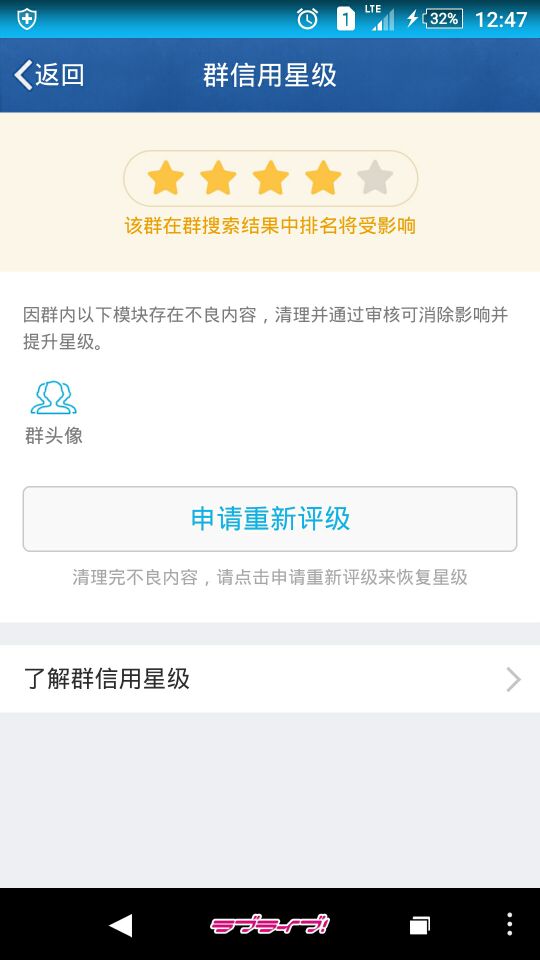 1
LTE
32%
12:47
返回
群信用星级
该群在群搜索结果中排名将受影响
因群内以下模块存在不良内容，清理并通过审核可消除影响并
提升星级。
群头像
申请重新评级
清理完不良内容，请点击申请重新评级来恢复星级
了解群信用星级
ラブライブ!